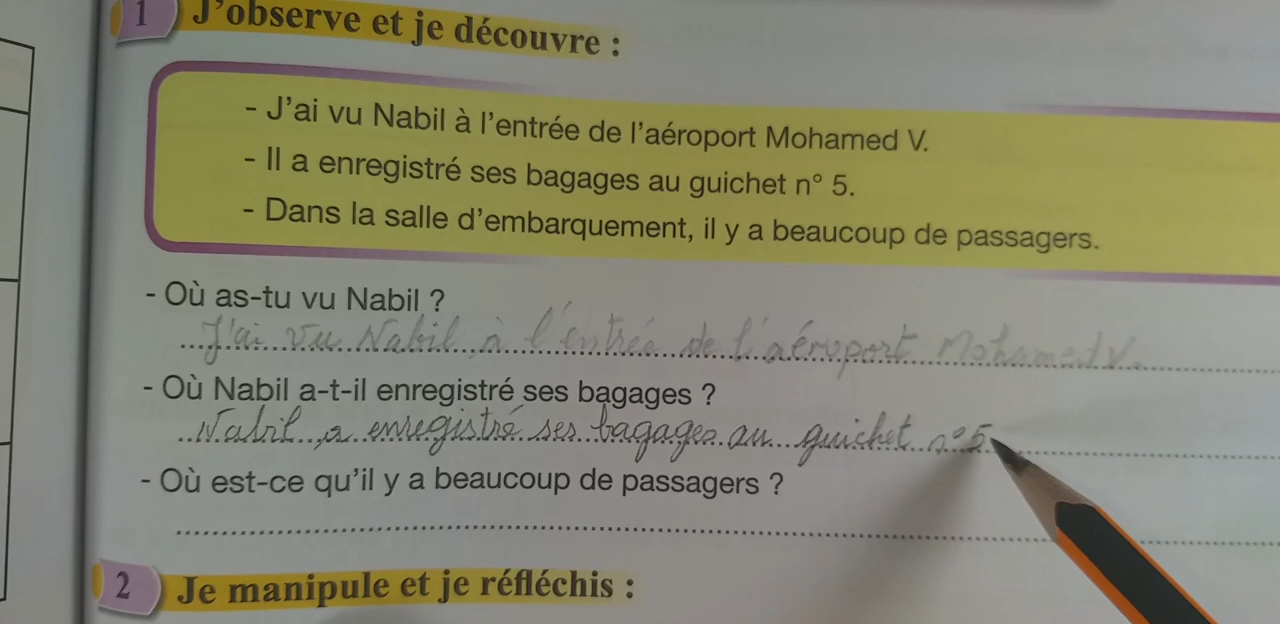 1 J'observe et je découvre :
- J'ai vu Nabil à l'entrée de l'aéroport Mohamed V.
- Il a enregistré ses bagages au guichet n° 5.
- Dans la salle d'embarquement, il y a beaucoup de passagers.
- Où as-tu vu Nabil ?
J'ai vu Nabil à l'entrée de l'aéroport Mohamed V.
- Où Nabil a-t-il enregistré ses bagages ?
Nabil a enregistré ses bagages au guichet n° 5
- Où est-ce qu'il y a beaucoup de passagers ?
2 Je manipule et je réfléchis :